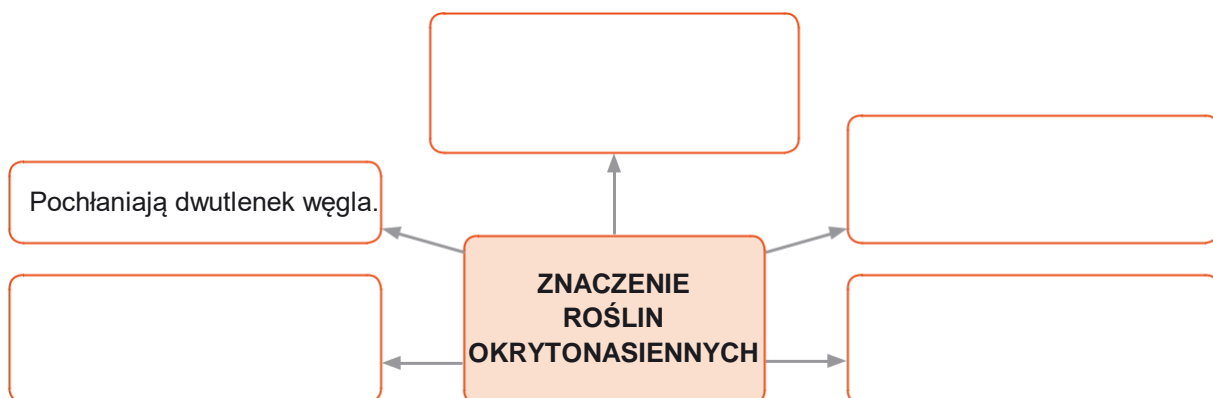 Pochłaniają dwutlenek węgla.
ZNACZENIE
ROŚLIN
OKRYTONASIENNYCH